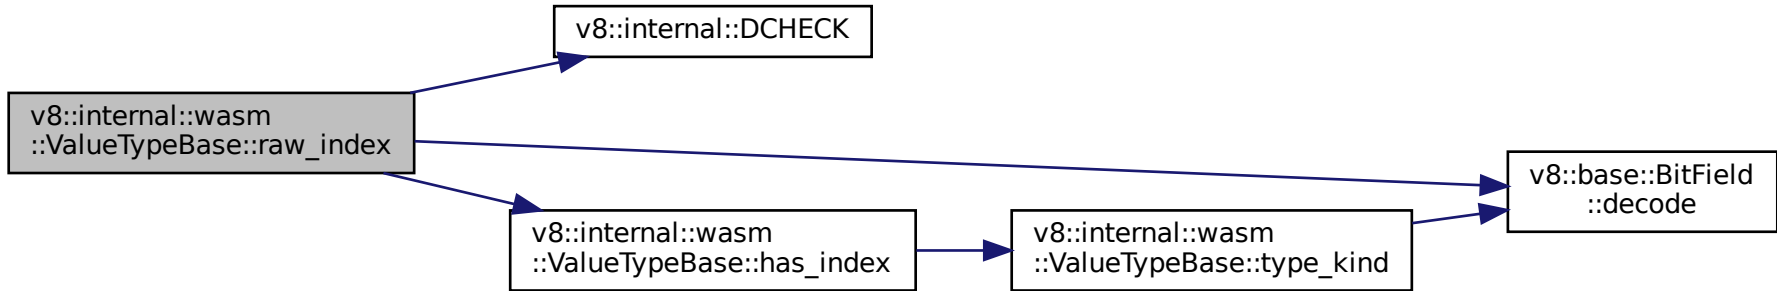 v8::internal::DCHECK
v8::internal::wasm
::ValueTypeBase::raw_index
v8::base::BitField
::decode
v8::internal::wasm
::ValueTypeBase::has_index
v8::internal::wasm
::ValueTypeBase::type_kind